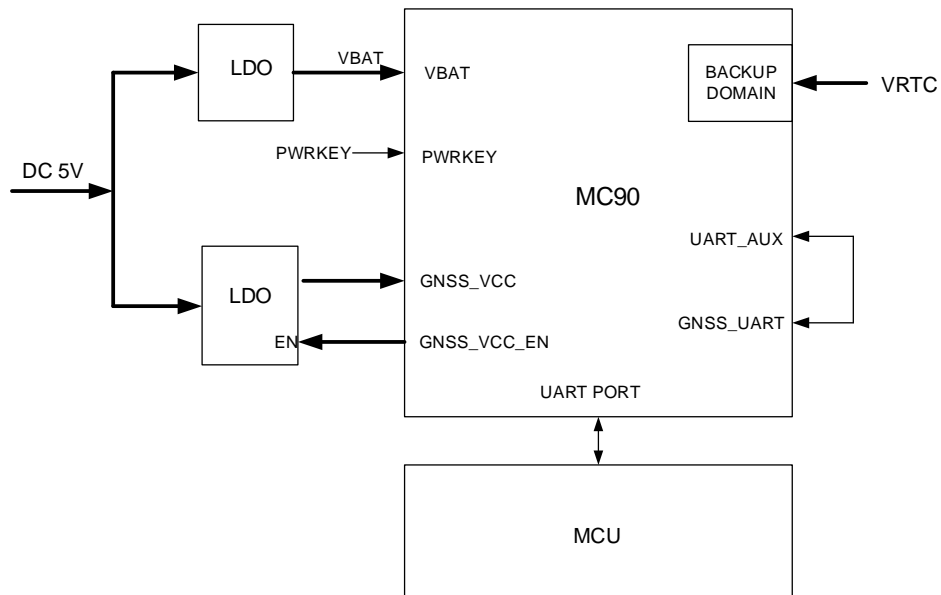 LDO
VBAT
VBAT
BACKUP
DOMAIN
VRTC
PWRKEY
PWRKEY
DC 5V
MC90
UART_AUX
LDO
GNSS_VCC
GNSS_UART
EN
GNSS_VCC_EN
UART PORT
MCU